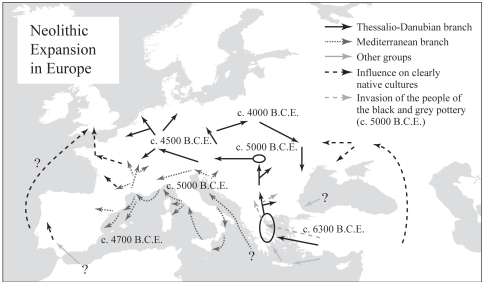 Neolithic
Expansion
in Europe
Thessalio-Danubian branch
Mediterranean branch
Other groups
Influence on clearly
native cultures
Invasion of the people of
the black and grey pottery
(c. 5000 B.C.E.)
c. 4000 B.C.E.
c. 4500 B.C.E.
c. 5000 B.C.E.
?
c. 5000 B.C.E.
?
c. 4700 B.C.E.
c. 6300 B.C.E.
?
?